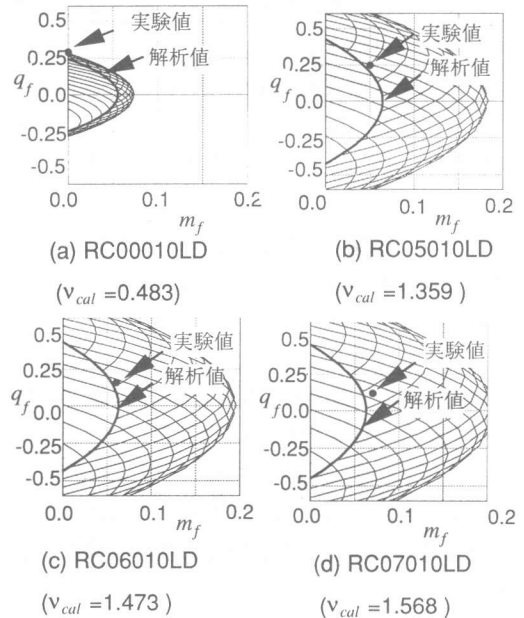 0.5
0.25
q_f 0.0
-0.25
-0.5
0.0 0.1 0.2
m_f
実験値
解析値
(a) RC00010LD
(ν_cal =0.483)
0.5
0.25
q_f 0.0
-0.25
-0.5
0.0 0.1 0.2
m_f
実験値
解析値
(b) RC05010LD
(ν_cal =1.359 )
0.5
0.25
q_f 0.0
-0.25
-0.5
0.0 0.1 0.2
m_f
実験値
解析値
(c) RC06010LD
(ν_cal =1.473 )
0.5
0.25
q_f 0.0
-0.25
-0.5
0.0 0.1 0.2
m_f
実験値
解析値
(d) RC07010LD
(ν_cal =1.568 )